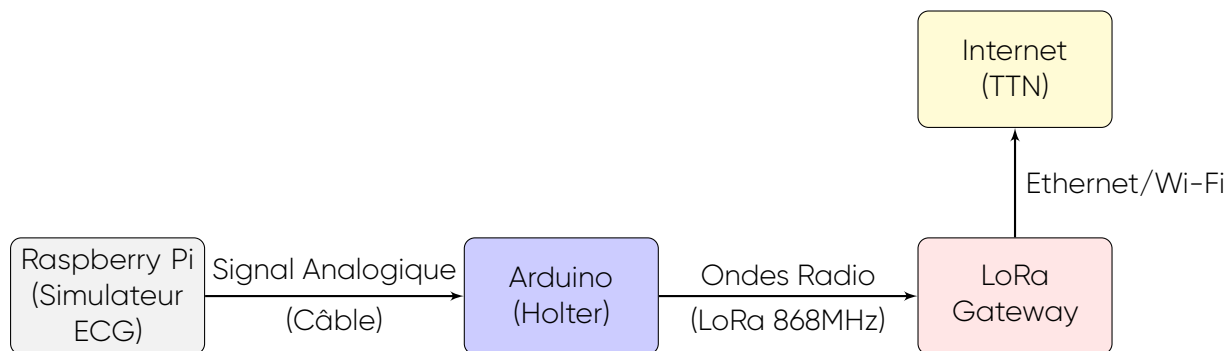 Internet
(TTN)
Ethernet/Wi-Fi
Raspberry Pi
(Simulateur
ECG)
Signal Analogique
(Câble)
Arduino
(Holter)
Ondes Radio
(LoRa 868MHz)
LoRa
Gateway